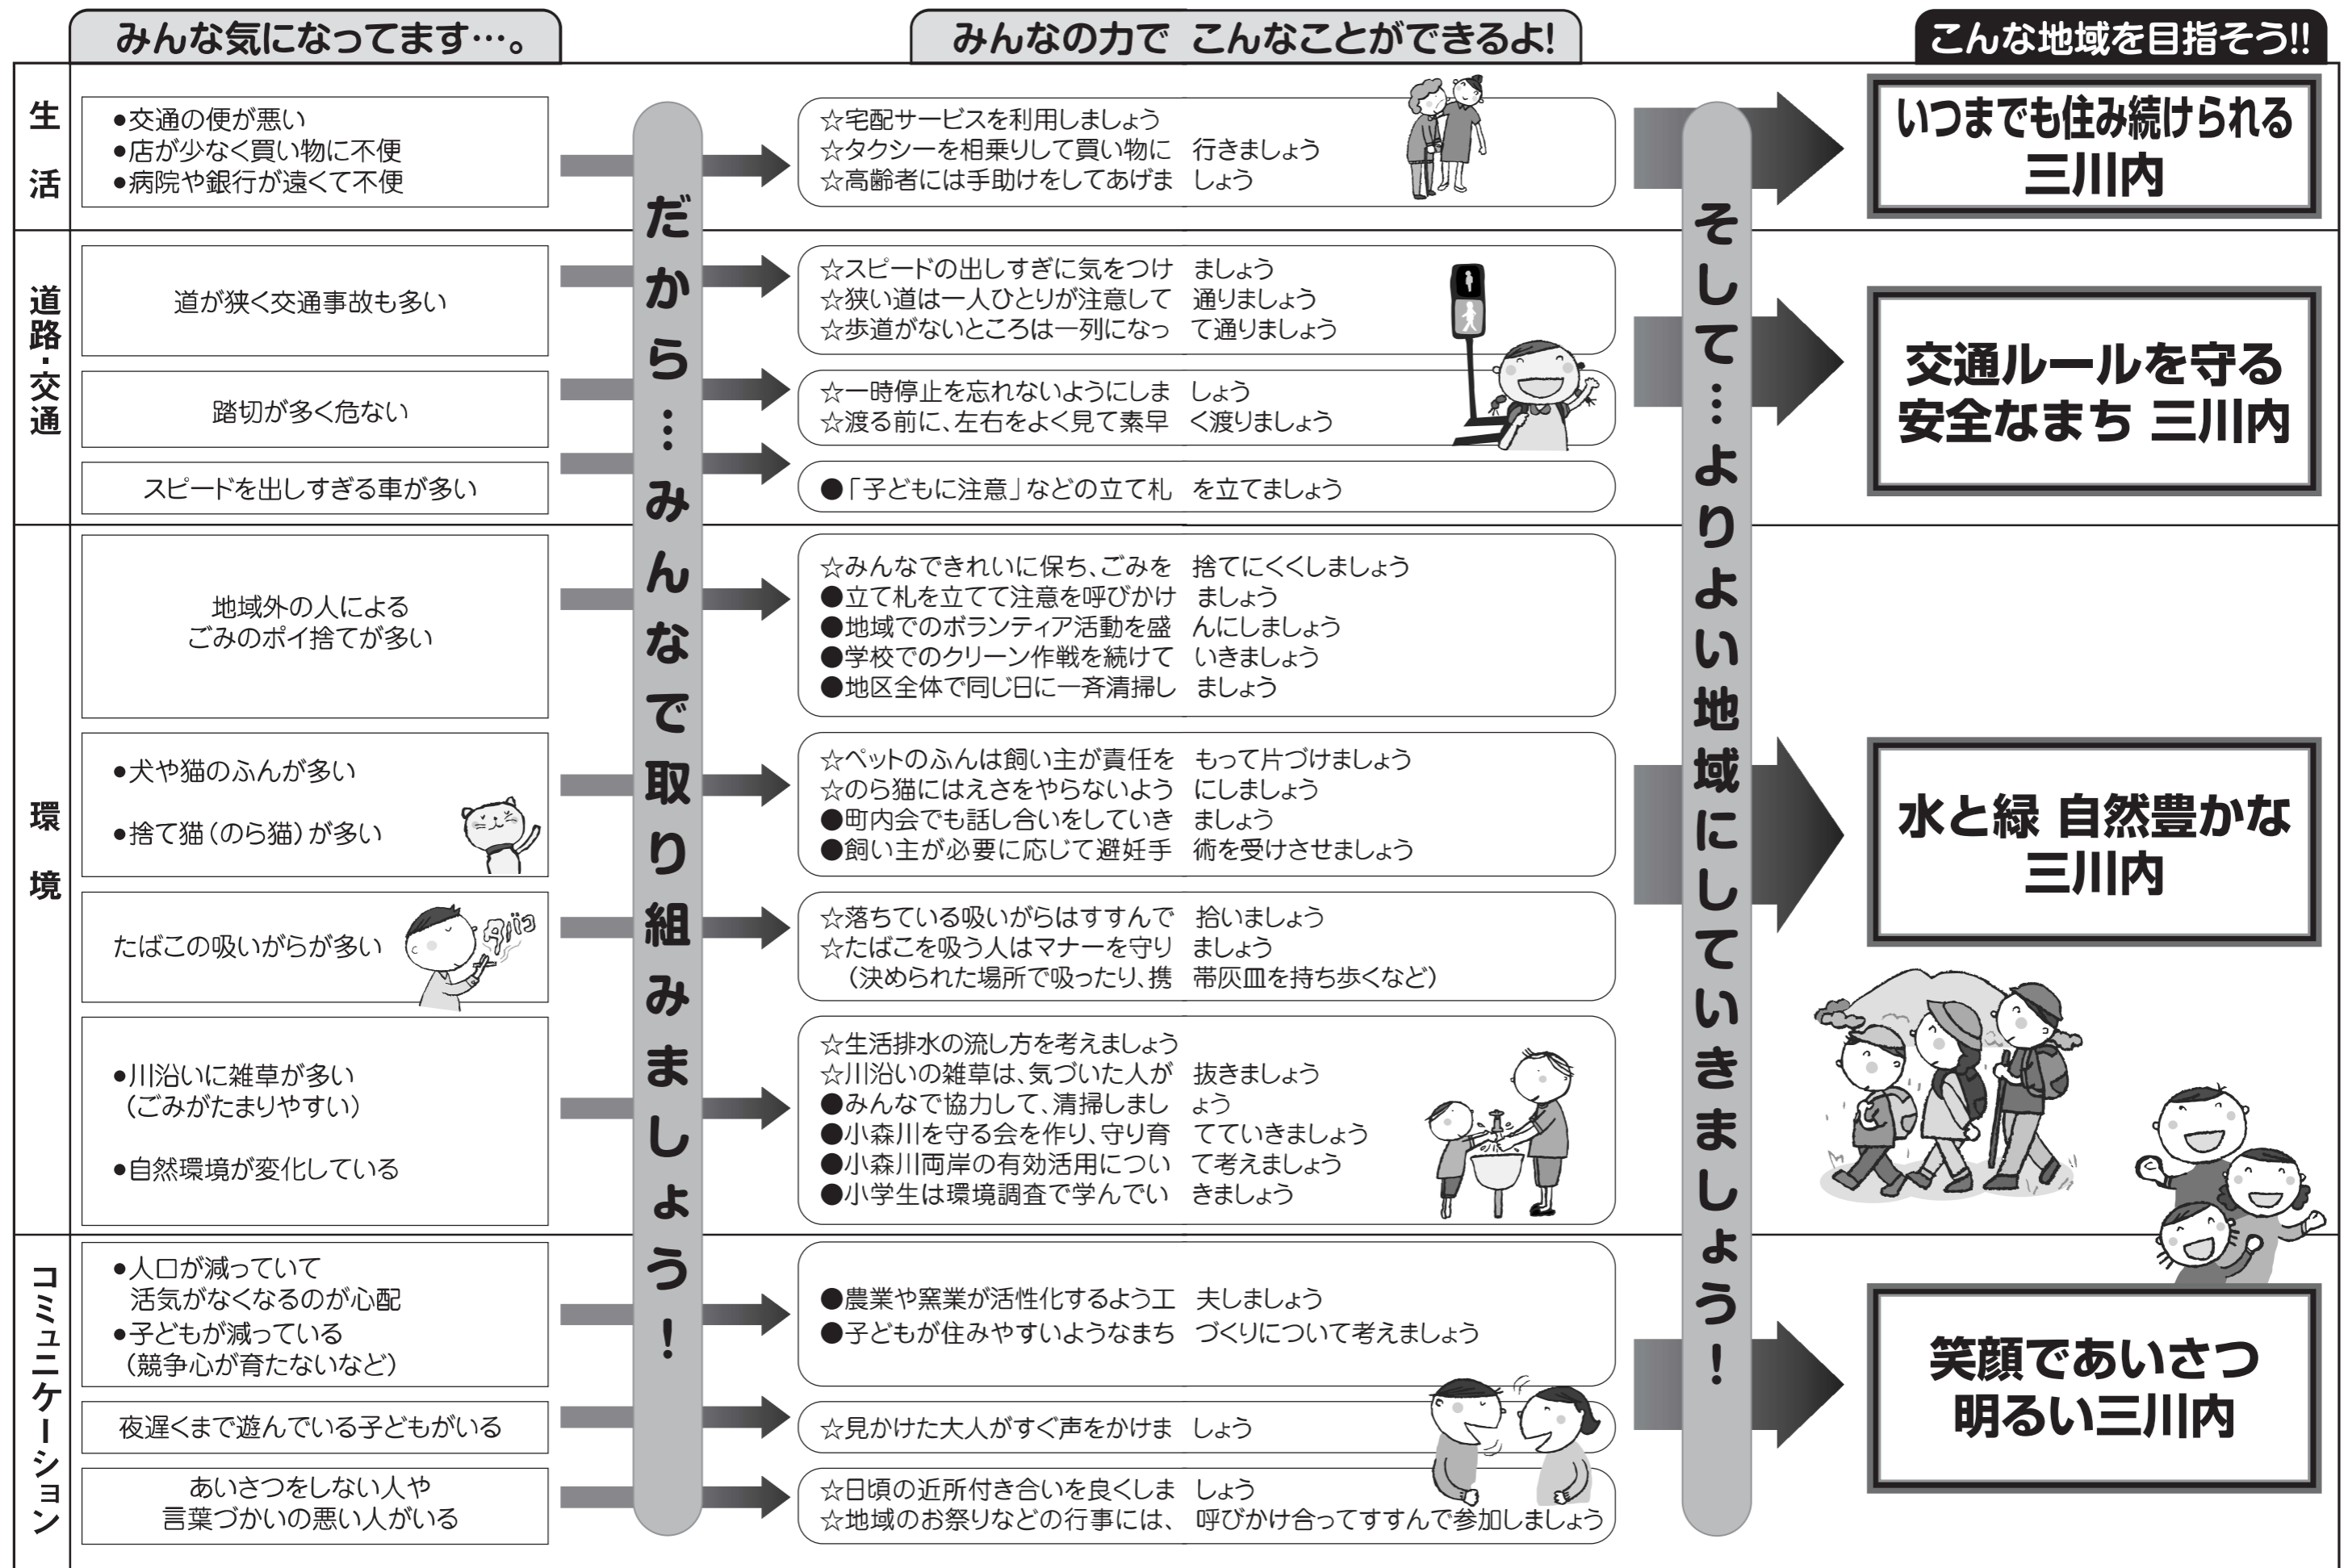 みんな気になってます…。
みんなの力で こんなことができるよ!
こんな地域を目指そう!!
生活
●交通の便が悪い
●店が少なく買い物に不便
●病院や銀行が遠くて不便
☆宅配サービスを利用しましょう
☆タクシーを相乗りして買い物に 行きましょう
☆高齢者には手助けをしてあげま しょう
いつまでも住み続けられる
三川内
だから…みんなで取り組みましょう!
そして…よりよい地域にしていきましょう!
道路・交通
道が狭く交通事故も多い
☆スピードの出しすぎに気をつけ ましょう
☆狭い道は一人ひとりが注意して 通りましょう
☆歩道がないところは一列になっ て通りましょう
踏切が多く危ない
☆一時停止を忘れないようにしま しょう
☆渡る前に、左右をよく見て素早 く渡りましょう
スピードを出しすぎる車が多い
●「子どもに注意」などの立て札 を立てましょう
交通ルールを守る
安全なまち 三川内
環境
地域外の人による
ごみのポイ捨てが多い
☆みんなできれいに保ち、ごみを 捨てにくくしましょう
●立て札を立てて注意を呼びかけ ましょう
●地域でのボランティア活動を盛 んにしましょう
●学校でのクリーン作戦を続けて いきましょう
●地区全体で同じ日に一斉清掃し ましょう
●犬や猫のふんが多い
●捨て猫(のら猫)が多い
☆ペットのふんは飼い主が責任を もって片づけましょう
☆のら猫にはえさをやらないよう にしましょう
●町内会でも話し合いをしていき ましょう
●飼い主が必要に応じて避妊手 術を受けさせましょう
たばこの吸いがらが多い
タバコ
☆落ちている吸いがらはすすんで 拾いましょう
☆たばこを吸う人はマナーを守り ましょう
(決められた場所で吸ったり、携 帯灰皿を持ち歩くなど)
●川沿いに雑草が多い
(ごみがたまりやすい)
●自然環境が変化している
☆生活排水の流し方を考えましょう
☆川沿いの雑草は、気づいた人が 抜きましょう
●みんなで協力して、清掃しまし ょう
●小森川を守る会を作り、守り育 てていきましょう
●小森川両岸の有効活用につい て考えましょう
●小学生は環境調査で学んでい きましょう
水と緑 自然豊かな
三川内
コミュニケーション
●人口が減っていて
活気がなくなるのが心配
●子どもが減っている
(競争心が育たないなど)
●農業や窯業が活性化するよう工 夫しましょう
●子どもが住みやすいようなまち づくりについて考えましょう
夜遅くまで遊んでいる子どもがいる
☆見かけた大人がすぐ声をかけま しょう
あいさつをしない人や
言葉づかいの悪い人がいる
☆日頃の近所付き合いを良くしま しょう
☆地域のお祭りなどの行事には、 呼びかけ合ってすすんで参加しましょう
笑顔であいさつ
明るい三川内